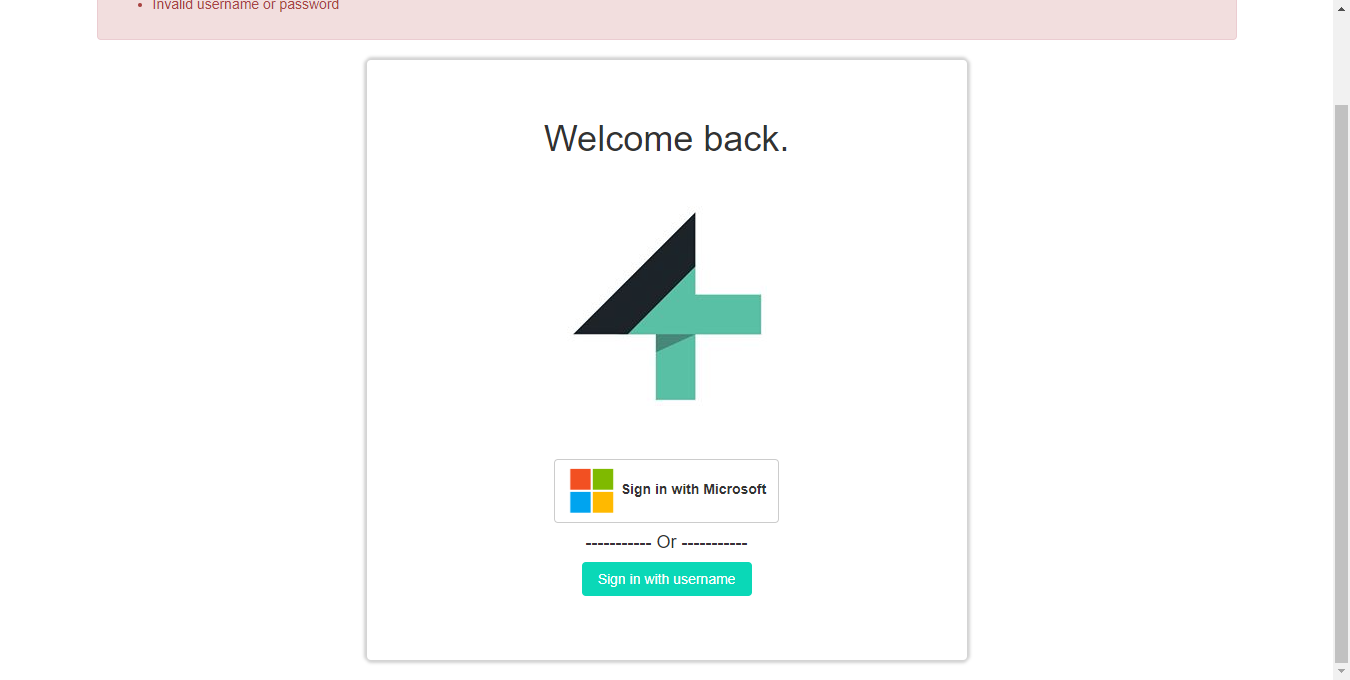 Invalid username or password
Welcome back.
Sign in with Microsoft
----------- Or -----------
Sign in with username